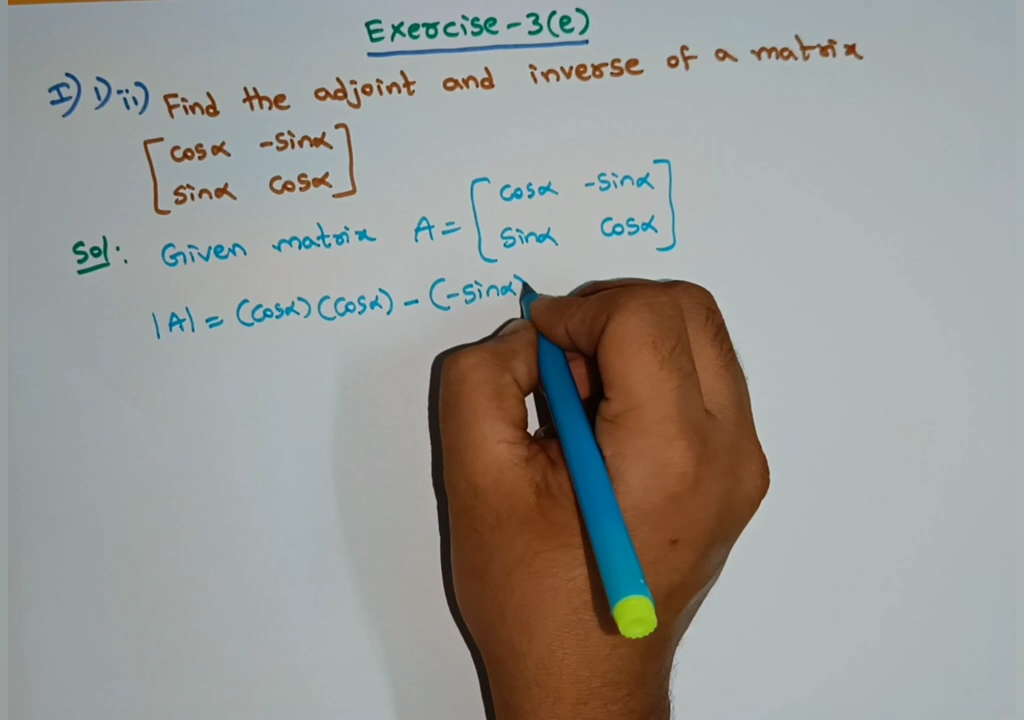 Exercise-3(e)
I) 1) ii) Find the adjoint and inverse of a matrix
[cosα -sinα]
[sinα cosα]
Sol: Given matrix A = [cosα -sinα]
[sinα cosα]
|A| = (cosα)(cosα) - (-sinα)